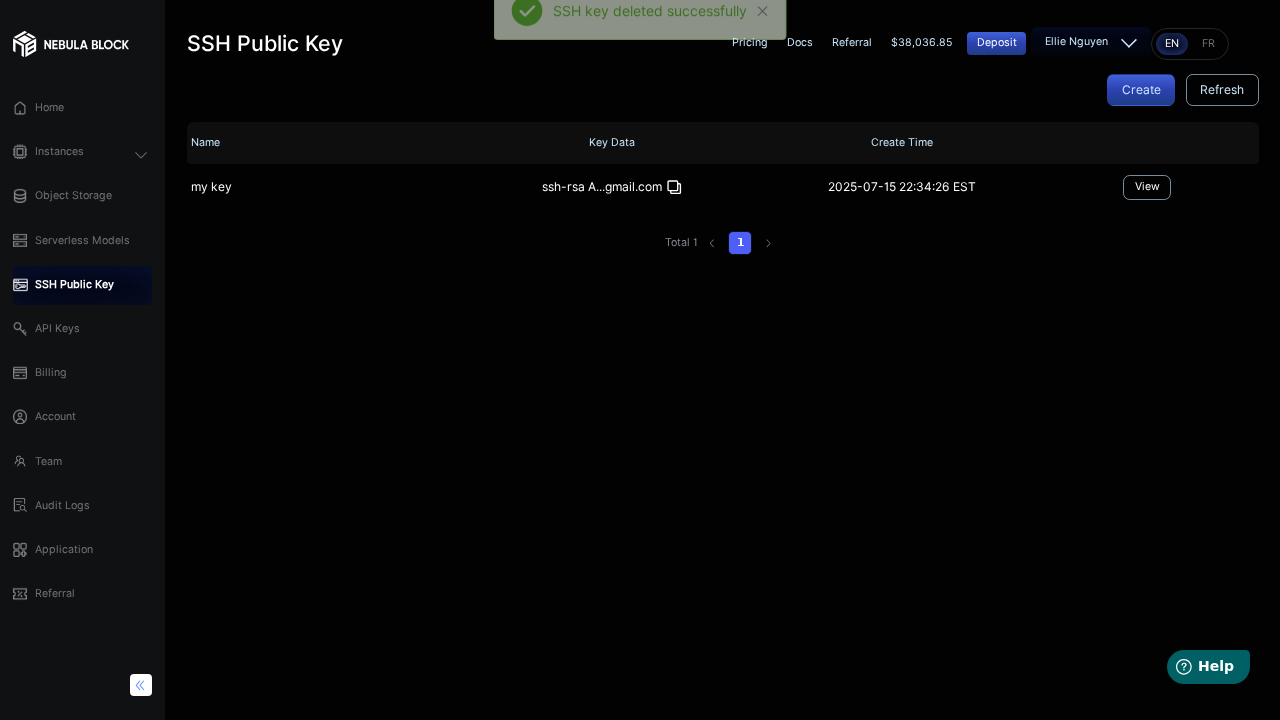 SSH key deleted successfully
NEBULA BLOCK
SSH Public Key
Pricing Docs Referral $38,036.85 Deposit Ellie Nguyen EN FR
Create Refresh
Home
Instances
Object Storage
Serverless Models
SSH Public Key
API Keys
Billing
Account
Team
Audit Logs
Application
Referral
Name Key Data Create Time
my key ssh-rsa A...gmail.com 2025-07-15 22:34:26 EST View
Total 1 1
Help